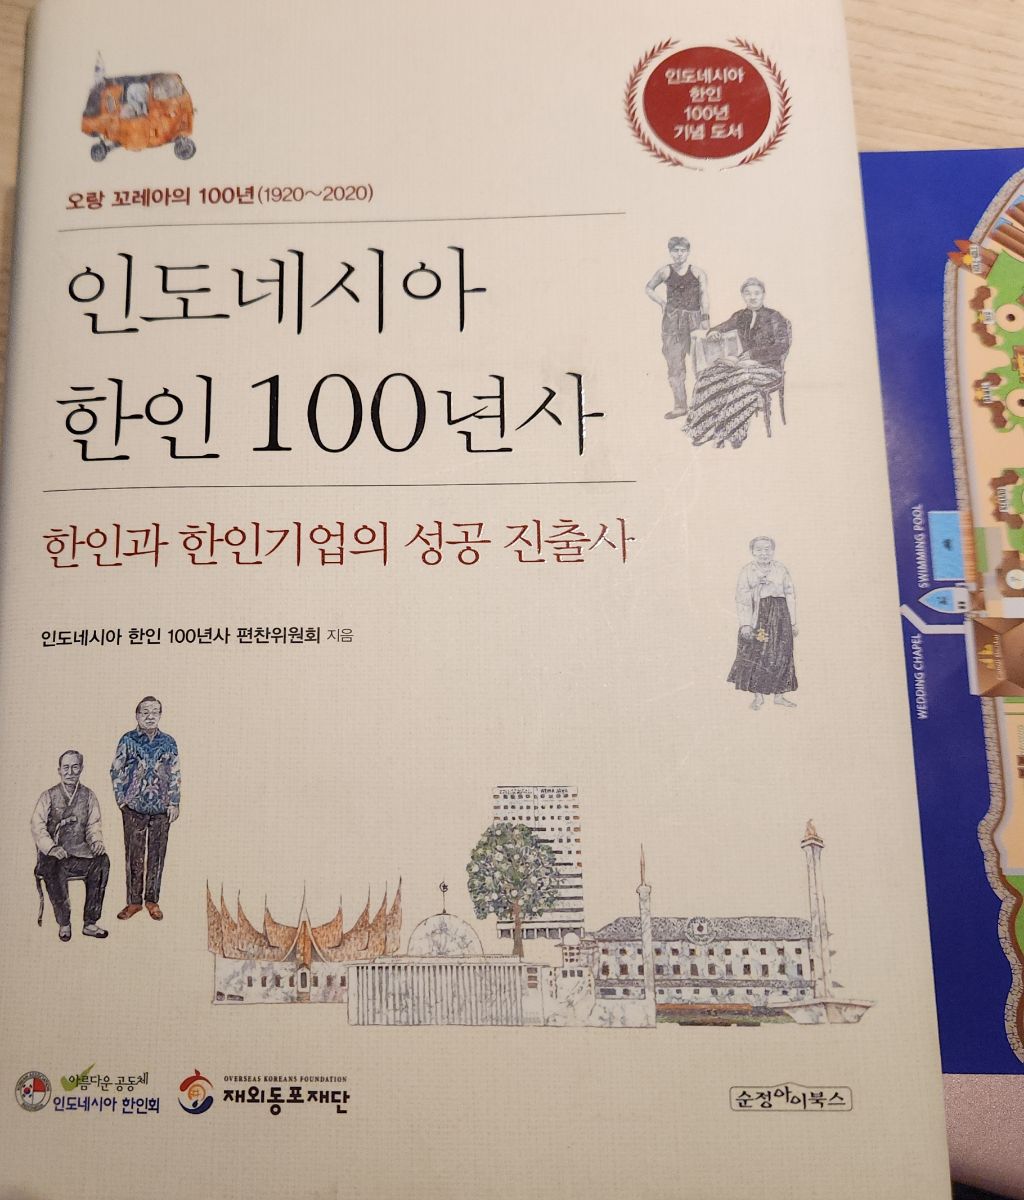 인도네시아
한인
100년
기념 도서
오랑 꼬레아의 100년(1920~2020)
인도네시아
한인 100년사
한인과 한인기업의 성공 진출사
인도네시아 한인 100년사 편찬위원회 지음
아름다운 공동체
인도네시아 한인회
OVERSEAS KOREANS FOUNDATION
재외동포재단
순정아이북스
SWIMMING POOL
WEDDING CHAPEL